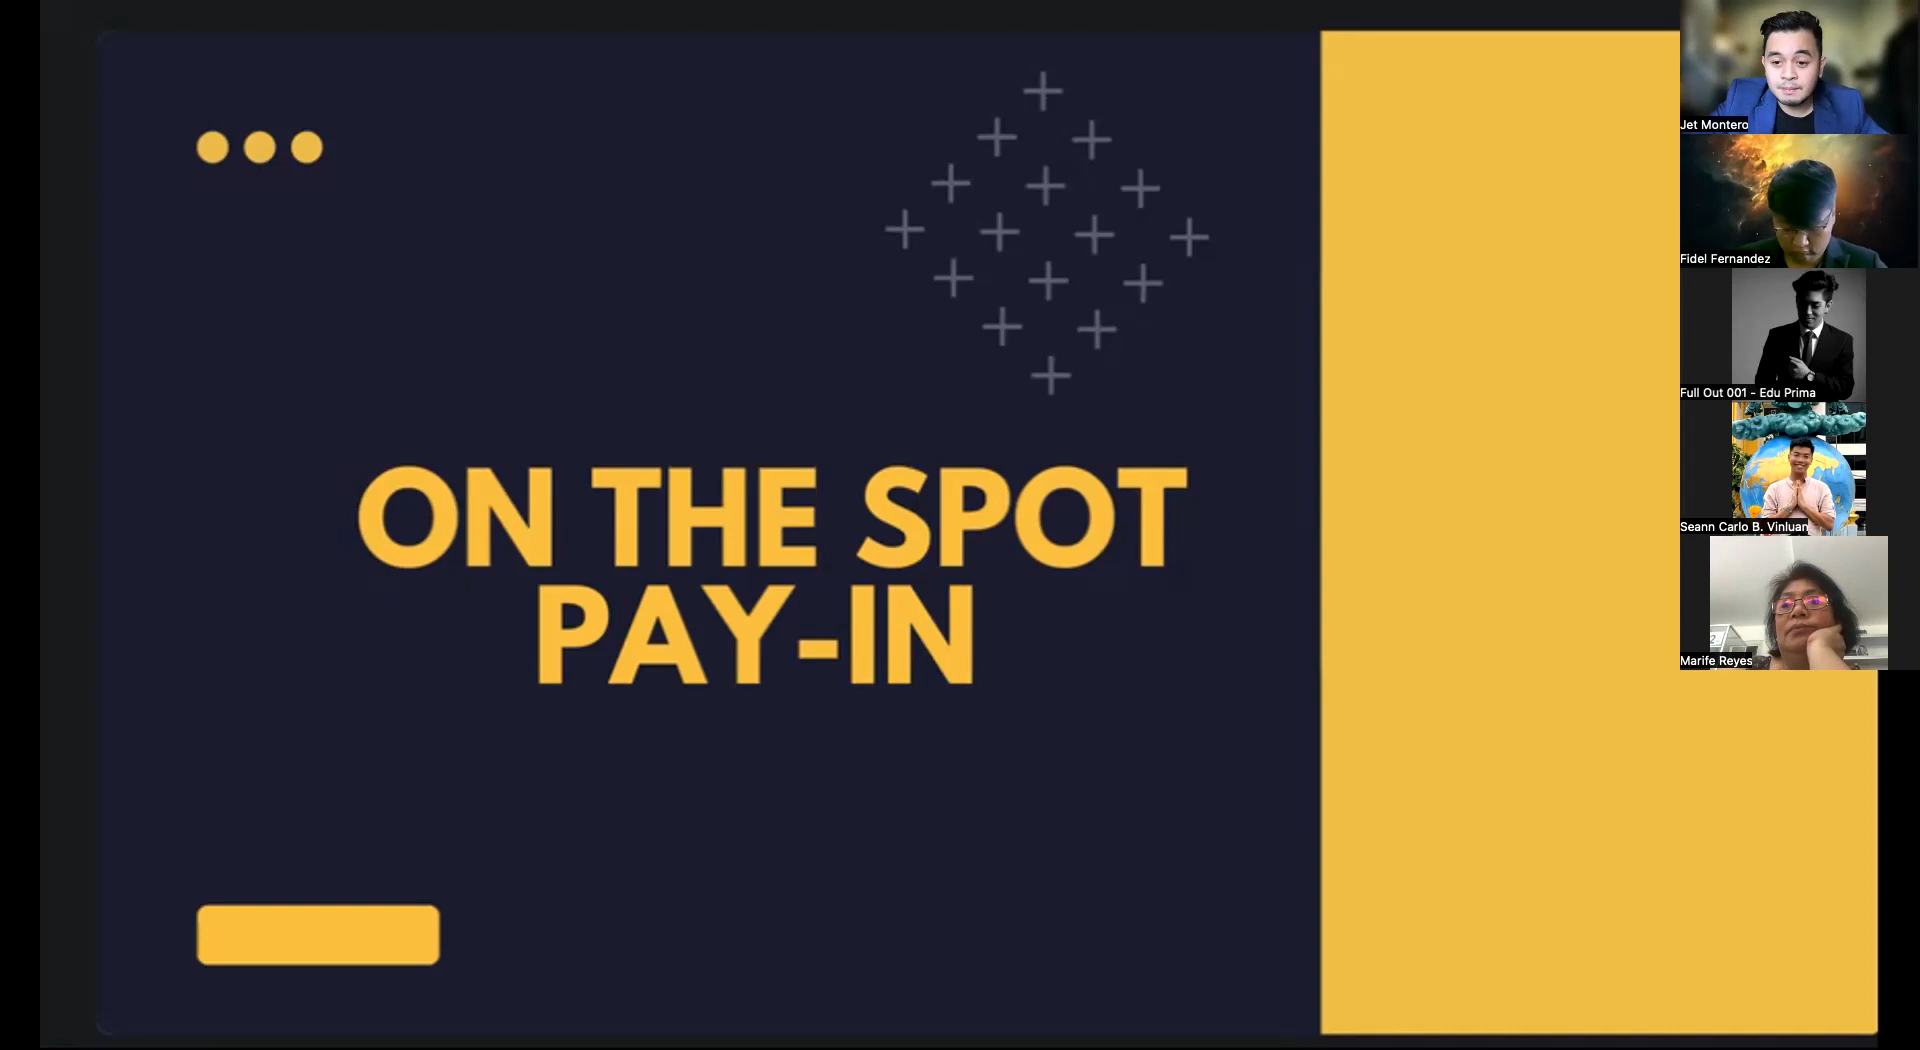 ON THE SPOT
PAY-IN
Jet Montero
Fidel Fernandez
Full Out 001 - Edu Prima
Seann Carlo B. Vinluan
2
Marife Reyes